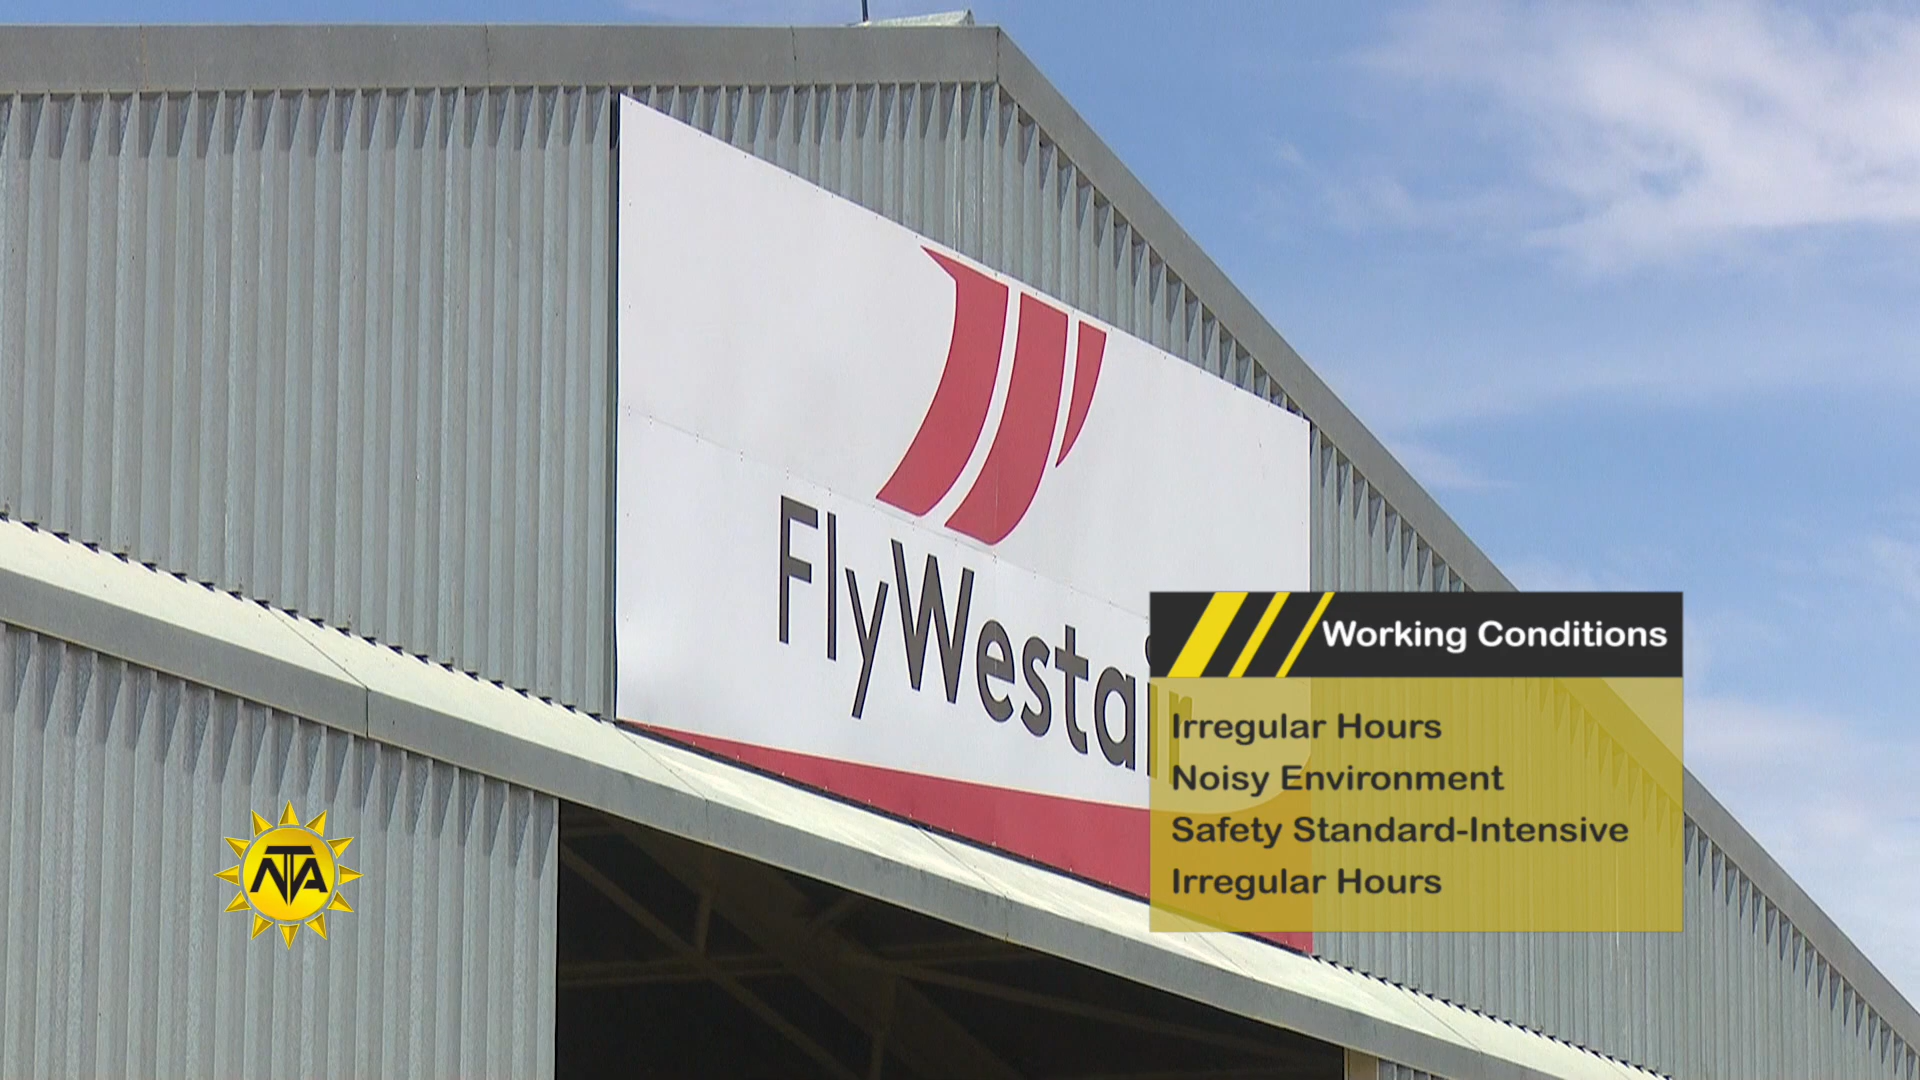 FlyWestair
Working Conditions
Irregular Hours
Noisy Environment
Safety Standard-Intensive
Irregular Hours
NTA